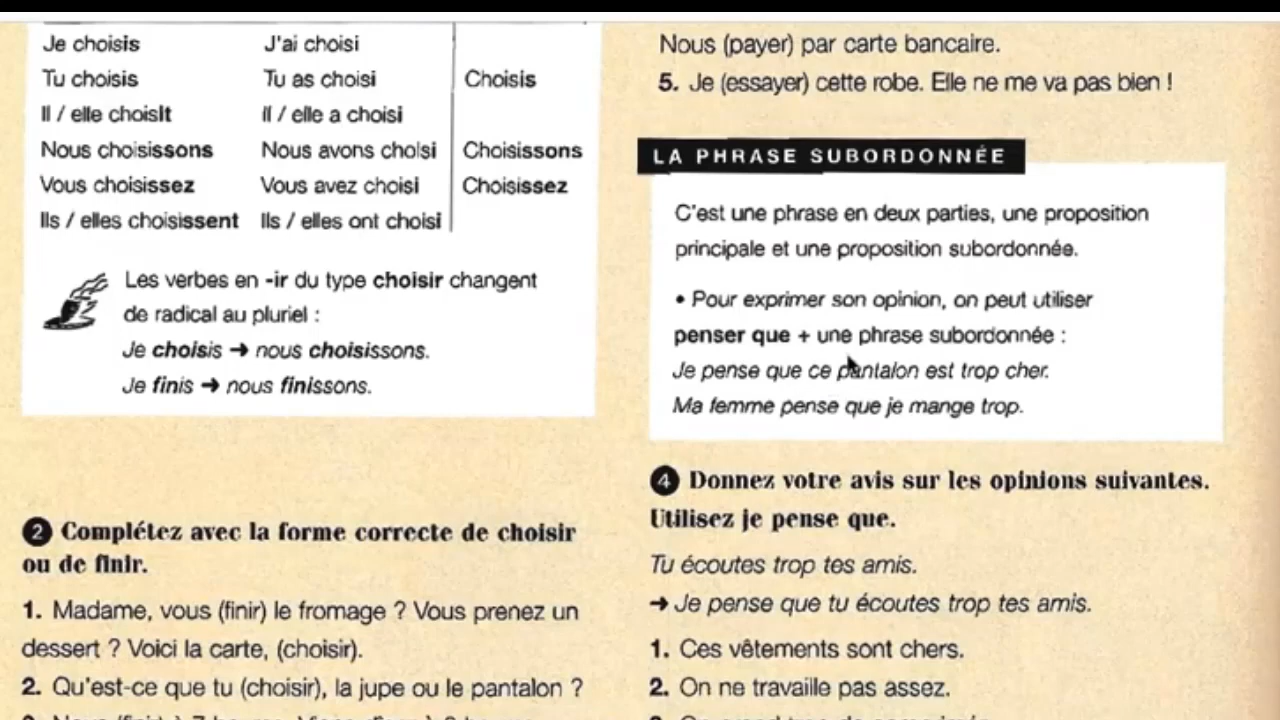 Je choisis J'ai choisi
Tu choisis Tu as choisi Choisis
Il / elle choisit Il / elle a choisi
Nous choisissons Nous avons choisi Choisissons
Vous choisissez Vous avez choisi Choisissez
Ils / elles choisissent Ils / elles ont choisi
Les verbes en -ir du type choisir changent
de radical au pluriel :
Je choisis ➜ nous choisissons.
Je finis ➜ nous finissons.
2 Complétez avec la forme correcte de choisir
ou de finir.
1. Madame, vous (finir) le fromage ? Vous prenez un
dessert ? Voici la carte, (choisir).
2. Qu'est-ce que tu (choisir), la jupe ou le pantalon ?
Nous (payer) par carte bancaire.
5. Je (essayer) cette robe. Elle ne me va pas bien !
LA PHRASE SUBORDONNÉE
C'est une phrase en deux parties, une proposition
principale et une proposition subordonnée.
• Pour exprimer son opinion, on peut utiliser
penser que + une phrase subordonnée :
Je pense que ce pantalon est trop cher.
Ma femme pense que je mange trop.
4 Donnez votre avis sur les opinions suivantes.
Utilisez je pense que.
Tu écoutes trop tes amis.
➜ Je pense que tu écoutes trop tes amis.
1. Ces vêtements sont chers.
2. On ne travaille pas assez.